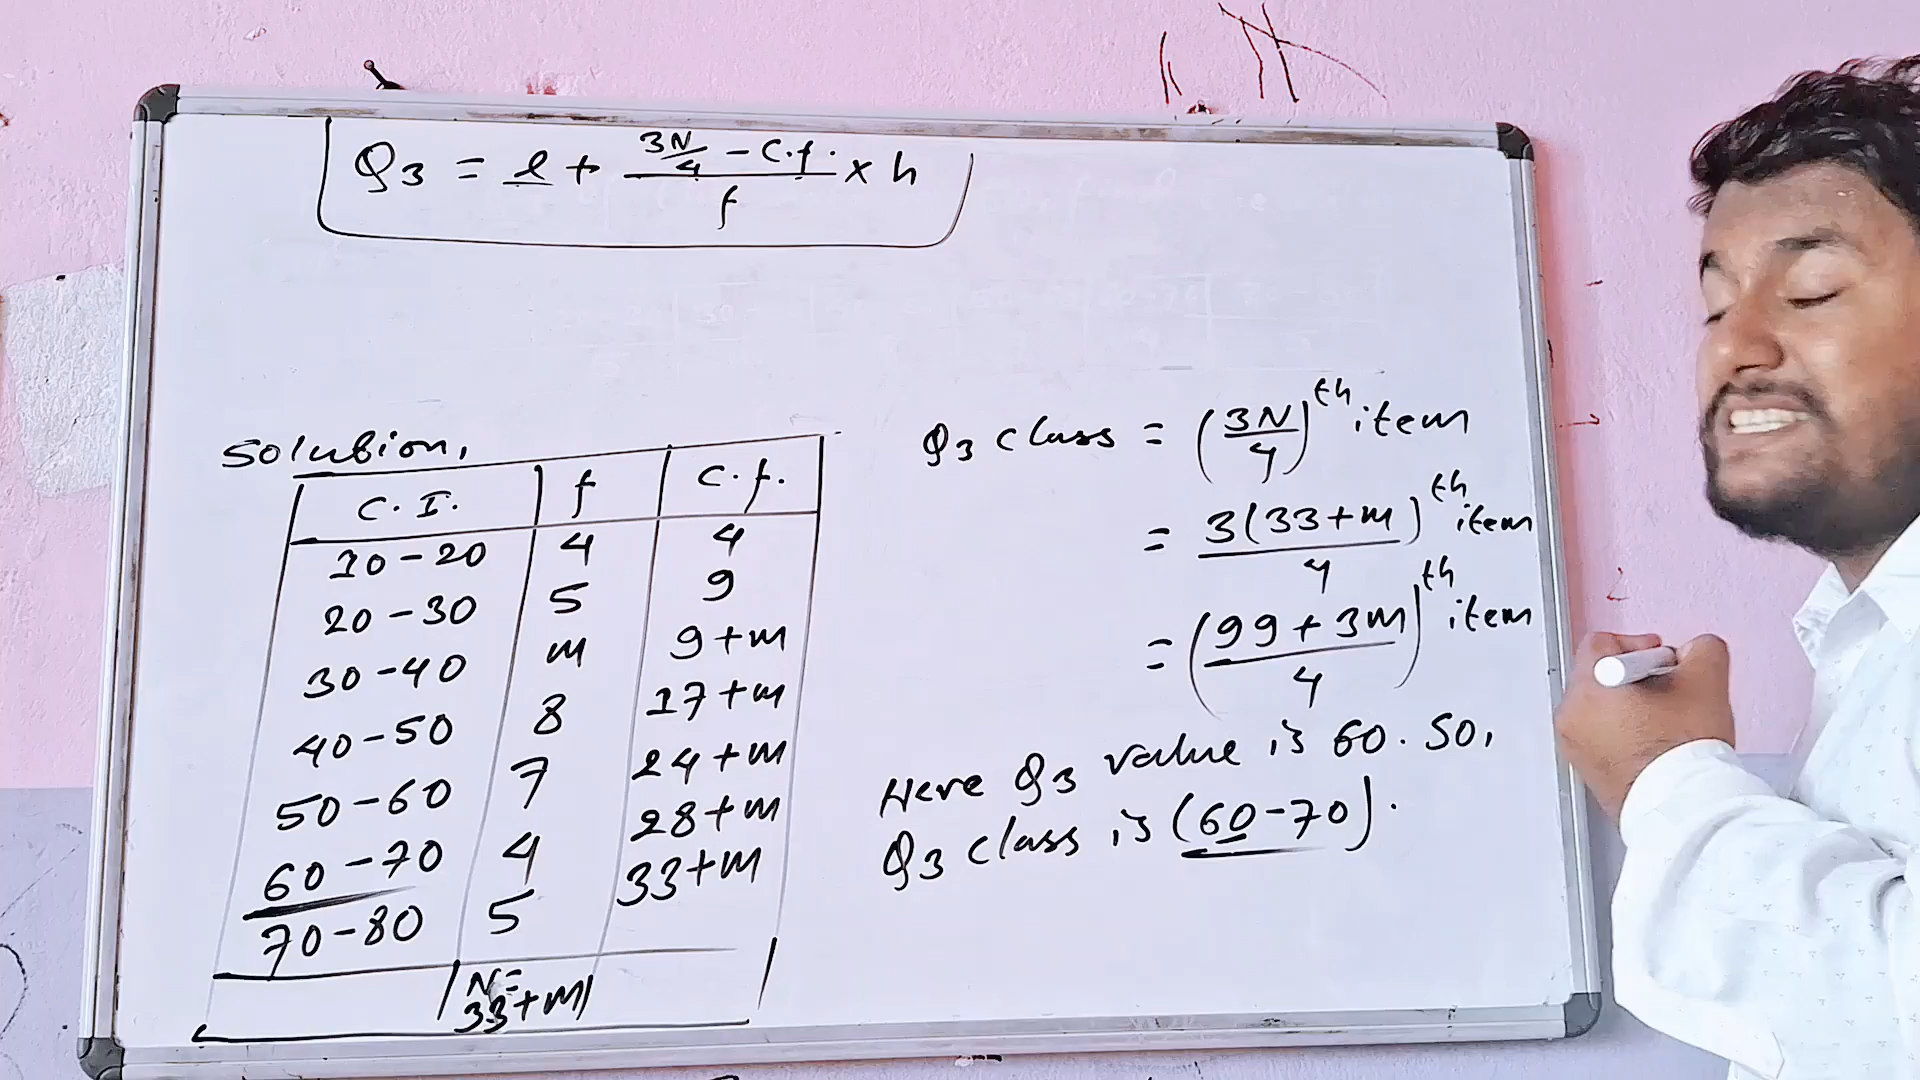 Q3 = l + (3N/4 - C.f.)/f × h
Solution,
C.I. f C.f.
10-20 4 4
20-30 5 9
30-40 m 9+m
40-50 8 17+m
50-60 7 24+m
60-70 4 28+m
70-80 5 33+m
N=
33+m
Q3 class = (3N/4)th item
= 3(33+m)/4 th item
= (99+3m/4)th item
Here Q3 value is 60. So,
Q3 class is (60-70).